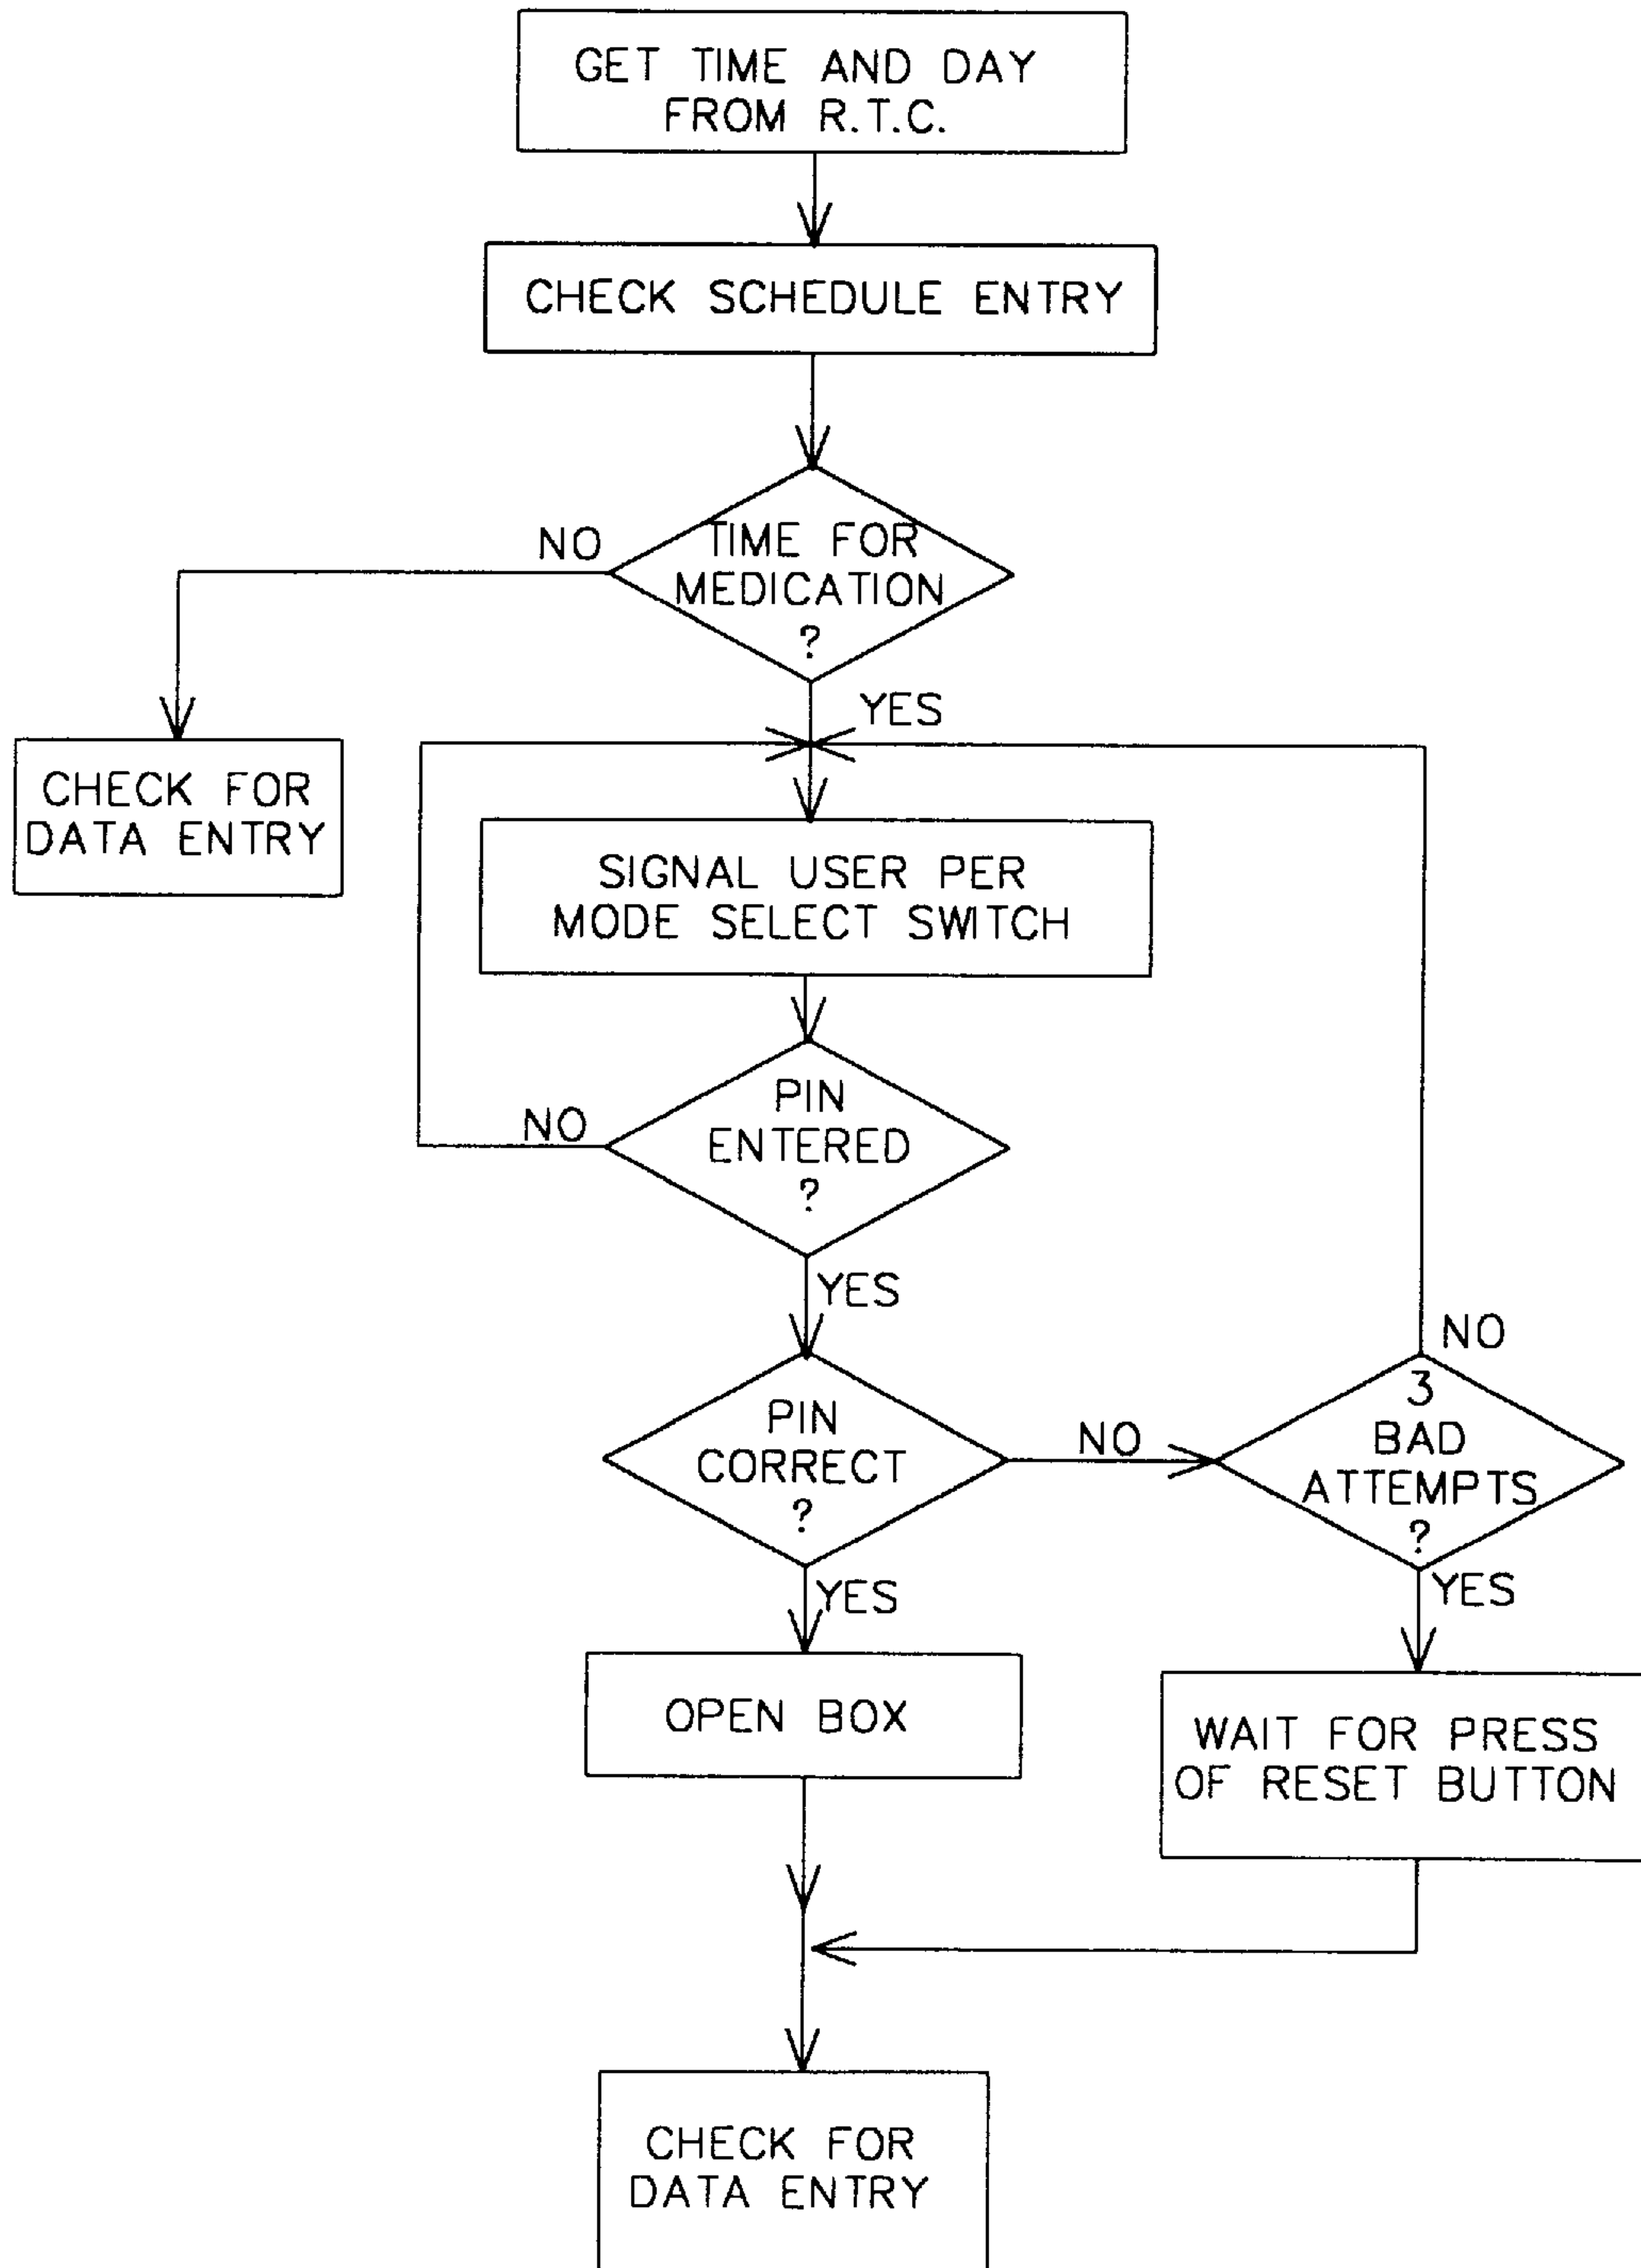 GET TIME AND DAY
FROM R.T.C.
CHECK SCHEDULE ENTRY
NO
TIME FOR
MEDICATION
?
YES
CHECK FOR
DATA ENTRY
SIGNAL USER PER
MODE SELECT SWITCH
NO
PIN
ENTERED
?
YES
PIN
CORRECT
?
NO
NO
3
BAD
ATTEMPTS
?
YES
YES
OPEN BOX
WAIT FOR PRESS
OF RESET BUTTON
CHECK FOR
DATA ENTRY